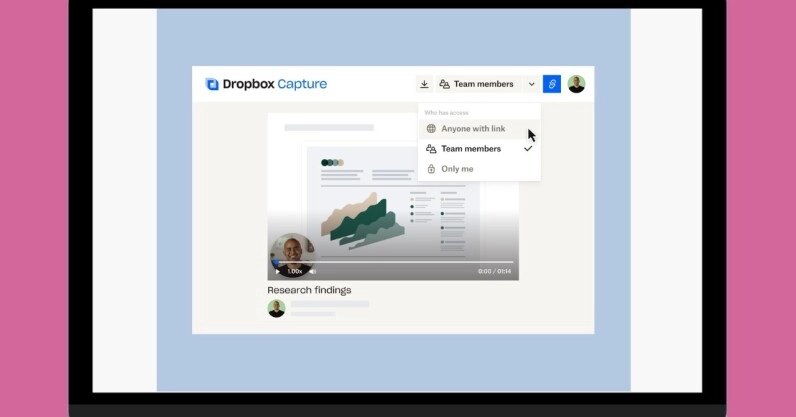 Dropbox Capture
Team members
Who has access
Anyone with link
Team members
Only me
1.00x
0:00 / 01:14
Research findings